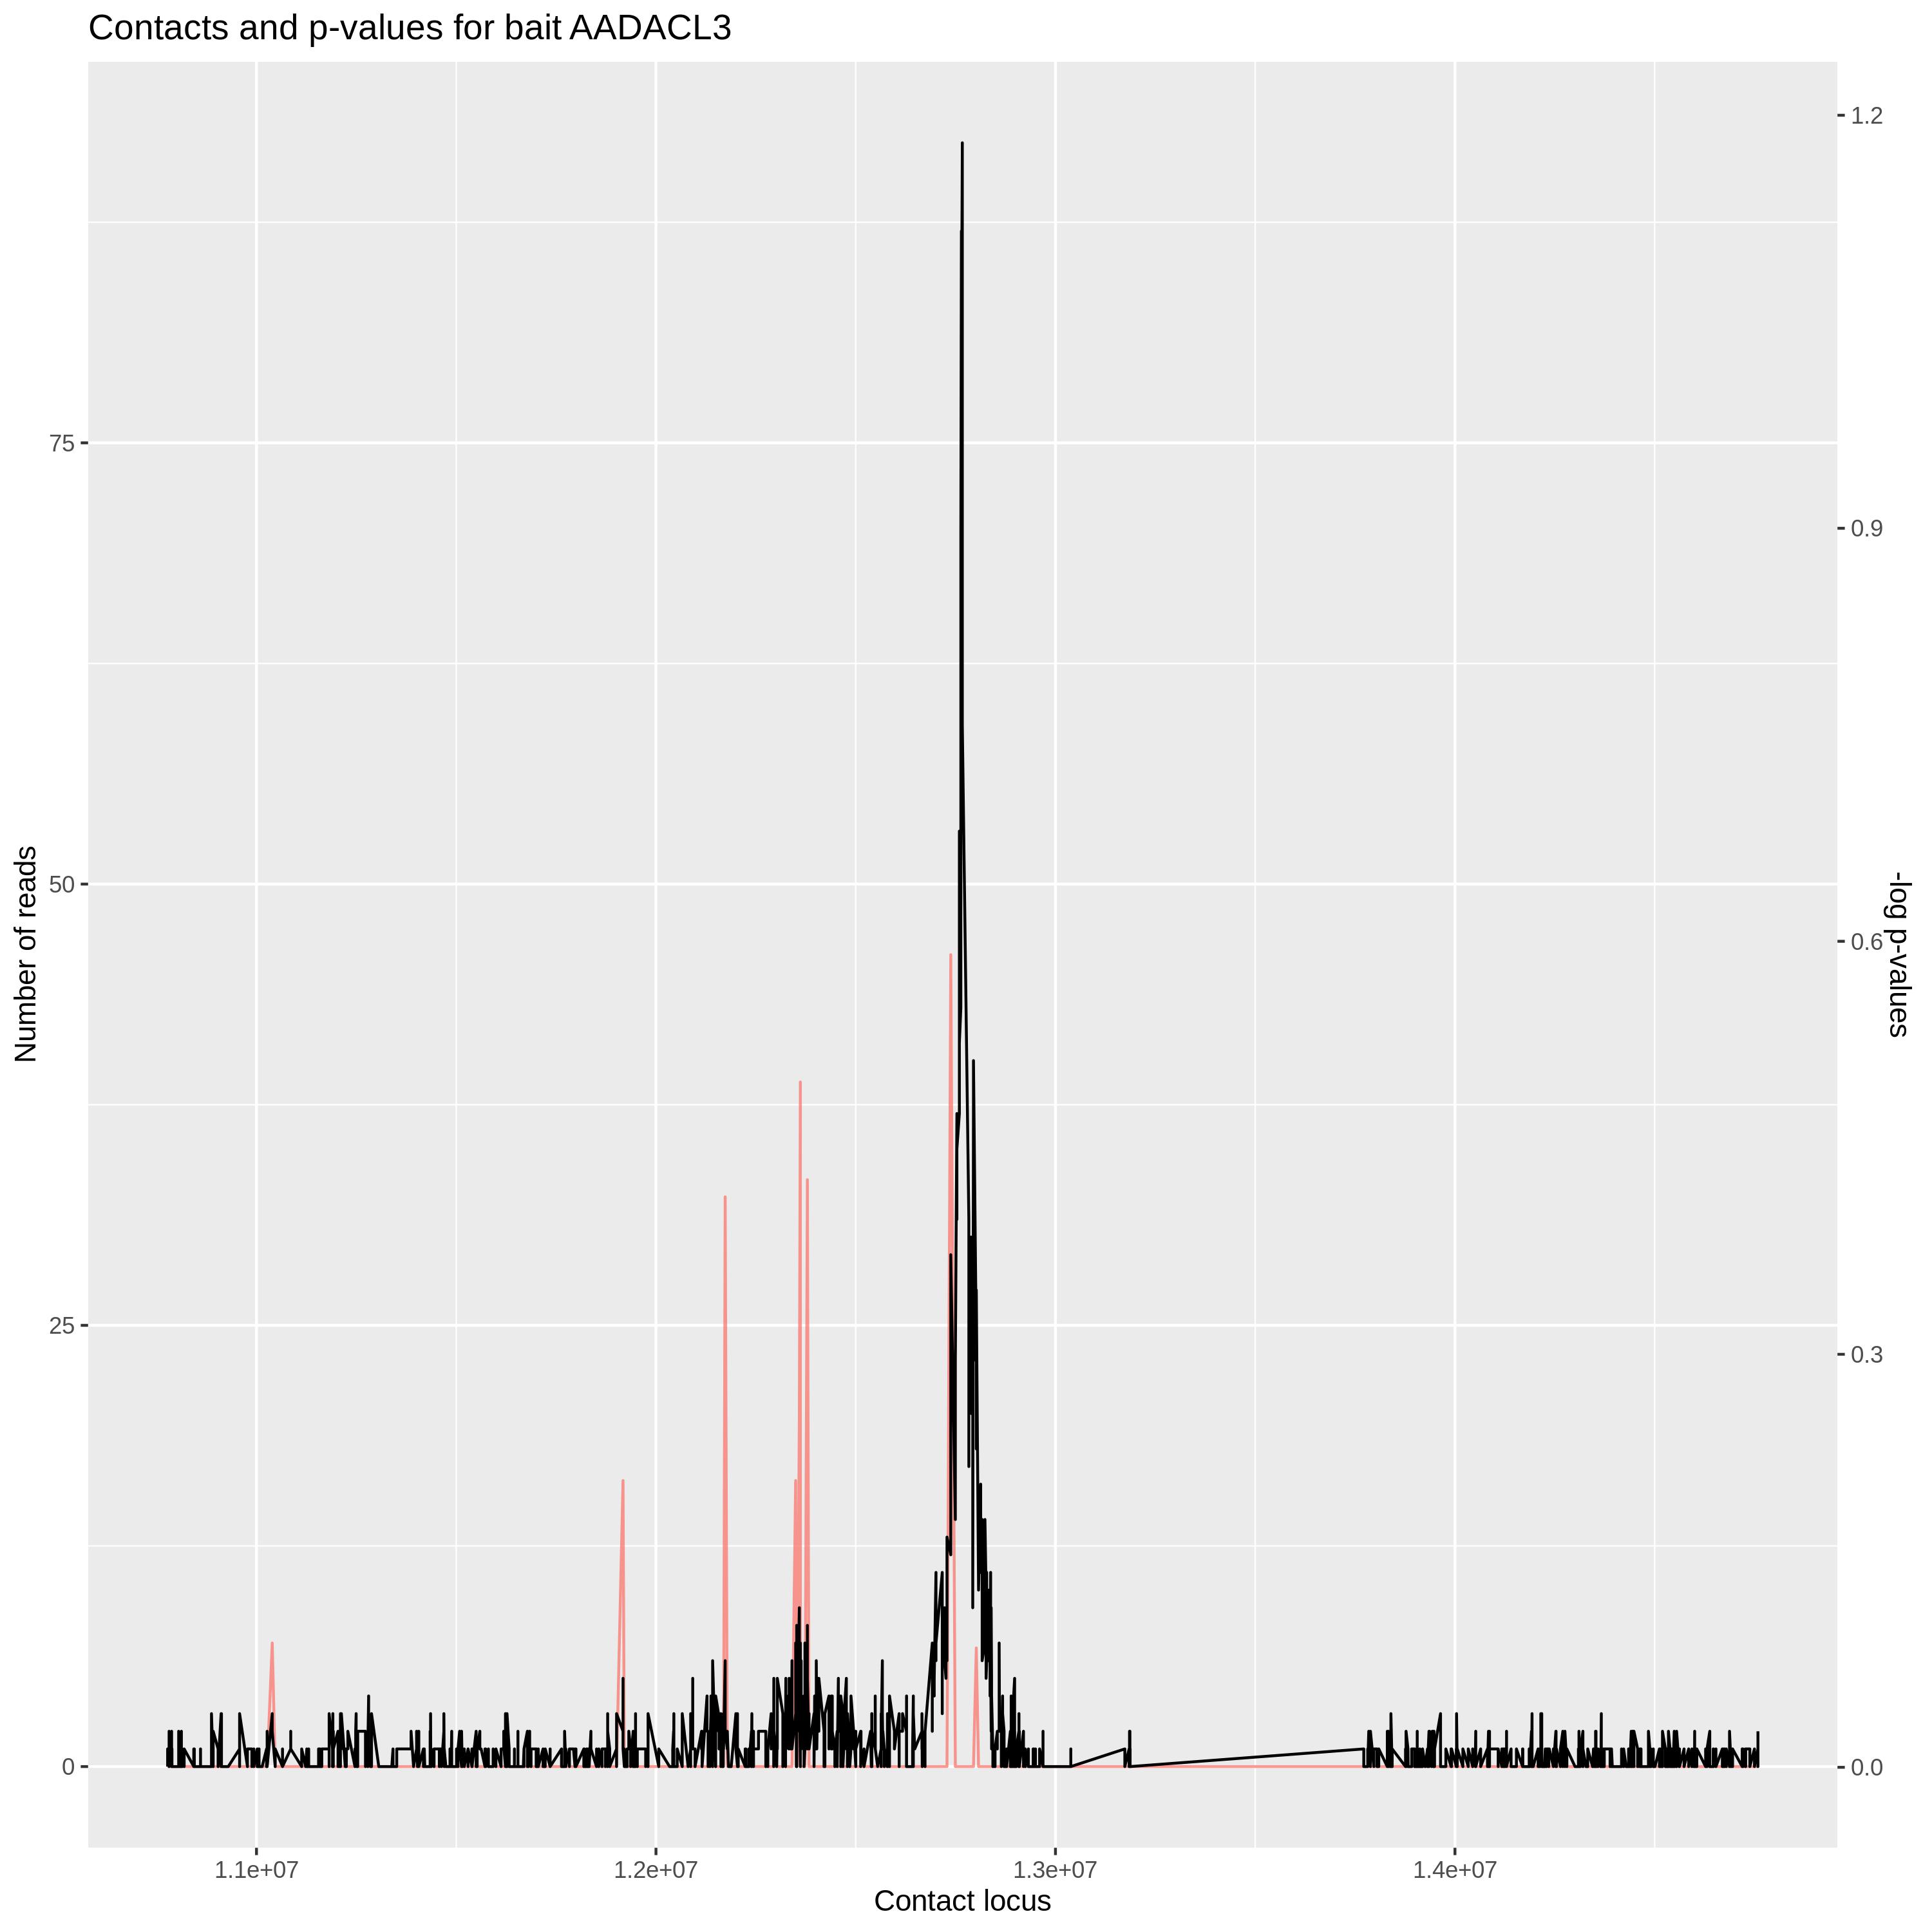 Contacts and p-values for bait AADACL3
Number of reads
75
50
25
0
1.2
0.9
0.6
0.3
0.0
-log p-values
1.1e+07
1.2e+07
1.3e+07
1.4e+07
Contact locus